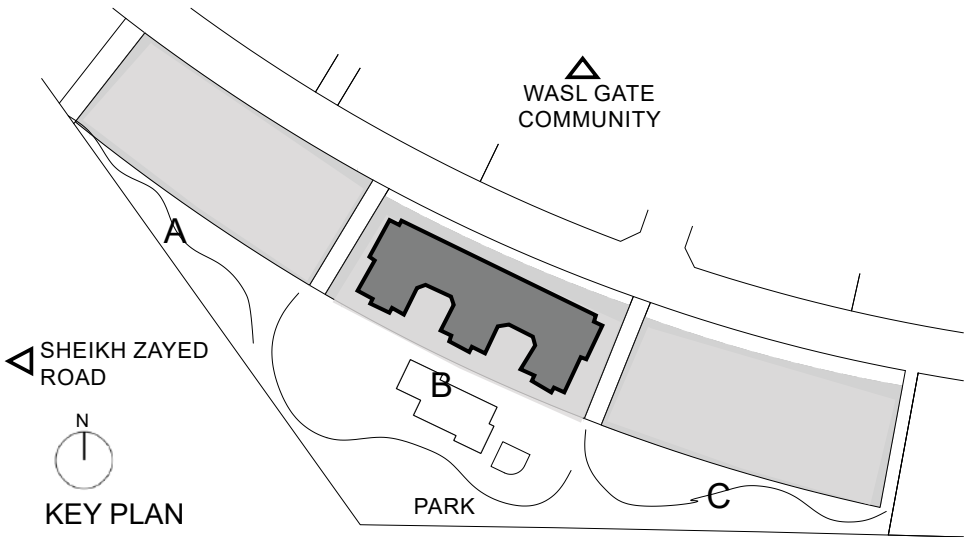 WASL GATE
COMMUNITY
A
SHEIKH ZAYED
ROAD
B
N
KEY PLAN
PARK
C